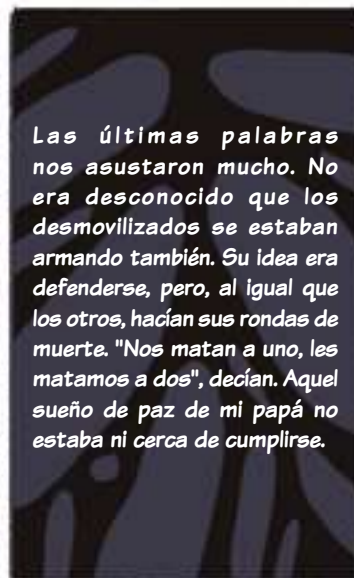 Las últimas palabras
nos asustaron mucho. No
era desconocido que los
desmovilizados se estaban
armando también. Su idea era
defenderse, pero, al igual que
los otros, hacían sus rondas de
muerte. "Nos matan a uno, les
matamos a dos", decían. Aquel
sueño de paz de mi papá no
estaba ni cerca de cumplirse.